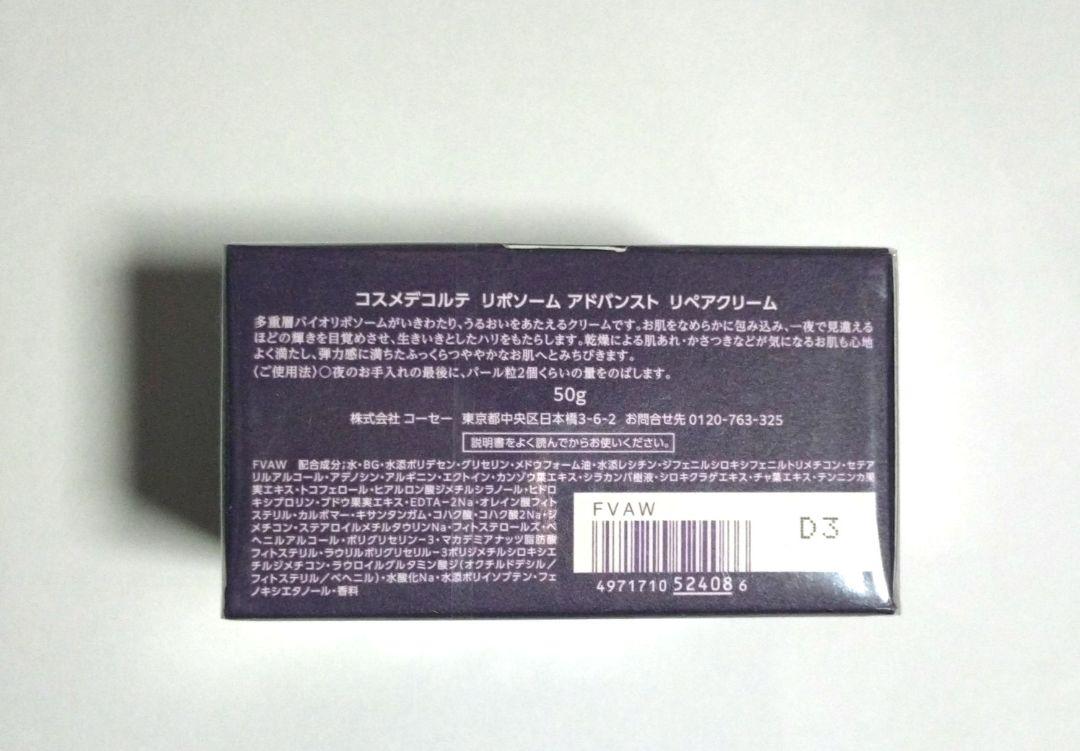 コスメデコルテ リポソーム アドバンスト リペアクリーム
多重層バイオリポソームがいきわたり、うるおいをあたえるクリームです。お肌をなめらかに包み込み、一夜で見違える
ほどの輝きを目覚めさせ、生きいきとしたハリをもたらします。乾燥による肌あれ・かさつきなどが気になるお肌も心地
よく満たし、弾力感に満ちたふっくらつややかなお肌へとみちびきます。
〈ご使用法〉○夜のお手入れの最後に、パール粒2個くらいの量をのばします。
50g
株式会社 コーセー 東京都中央区日本橋3-6-2 お問合せ先 0120-763-325
説明書をよく読んでからお使いください。
FVAW 配合成分;水・BG・水添ポリデセン・グリセリン・メドウフォーム油・水添レシチン・ジフェニルシロキシフェニルトリメチコン・セテア
リルアルコール・アデノシン・アルギニン・エクトイン・カンゾウ葉エキス・シラカンバ樹液・シロキクラゲエキス・チャ葉エキス・テンニンカ果
実エキス・トコフェロール・ヒアルロン酸ジメチルシラノール・ヒドロ
キシプロリン・ブドウ果実エキス・EDTA-2Na・オレイン酸フィト
ステリル・カルボマー・キサンタンガム・コハク酸・コハク酸2Na・ジ
メチコン・ステアロイルメチルタウリンNa・フィトステロールズ・ベ
ヘニルアルコール・ポリグリセリン-3・マカデミアナッツ脂肪酸
フィトステリル・ラウリルポリグリセリル-3ポリジメチルシロキシエ
チルジメチコン・ラウロイルグルタミン酸ジ(オクチルドデシル/
フィトステリル/ベヘニル)・水酸化Na・水添ポリイソブテン・フェ
ノキシエタノール・香料
FVAW
D3
4971710 52408 6